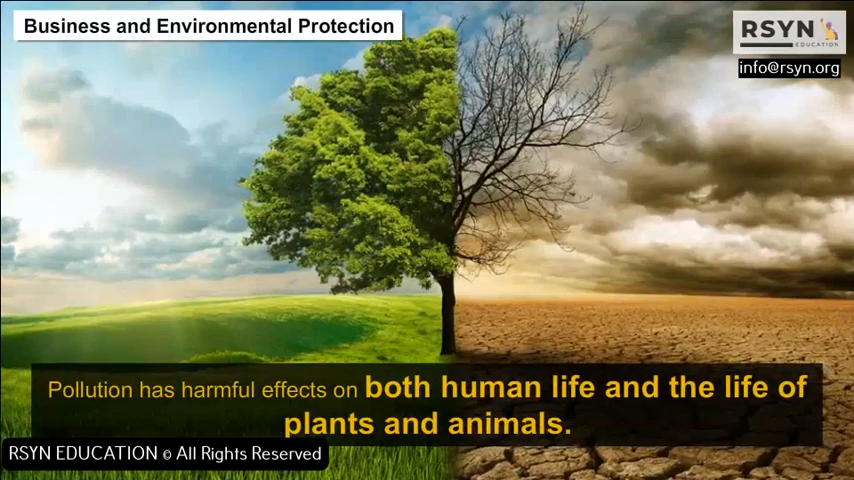 Business and Environmental Protection
RSYN
EDUCATION
info@rsyn.org
Pollution has harmful effects on both human life and the life of
plants and animals.
RSYN EDUCATION © All Rights Reserved